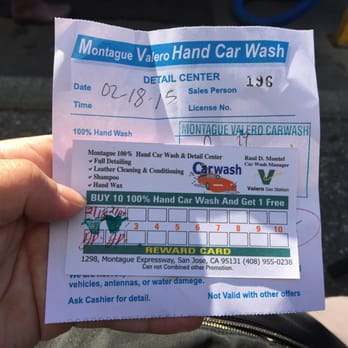 Montague Valero Hand Car Wash
DETAIL CENTER
Date 02-18-15 Sales Person 196
Time License No.
100% Hand Wash
MONTAGUE VALERO CARWASH
Montague 100% Hand Car Wash & Detail Center
✓ Full Detailing
✓ Leather Cleaning & Conditioning
✓ Shampoo
✓ Hand Wax
Carwash
Raul D. Montel
Car Wash Manager
Valero Gas Station
BUY 10 100% Hand Car Wash And Get 1 Free
3 4 5 6 7 8 9 10
REWARD CARD
1298, Montague Expressway, San Jose, CA 95131 (408) 955-0238
Can not Combined other Promotion.
vehicles, antennas, or water damage.
Ask Cashier for detail. Not Valid with other offers